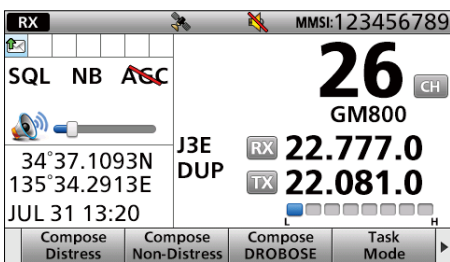 RX MMSI:123456789
SQL NB AGC
26 CH
GM800
34°37.1093N
135°34.2913E
JUL 31 13:20
J3E
DUP
RX 22.777.0
TX 22.081.0
L H
Compose Distress
Compose Non-Distress
Compose DROBOSE
Task Mode